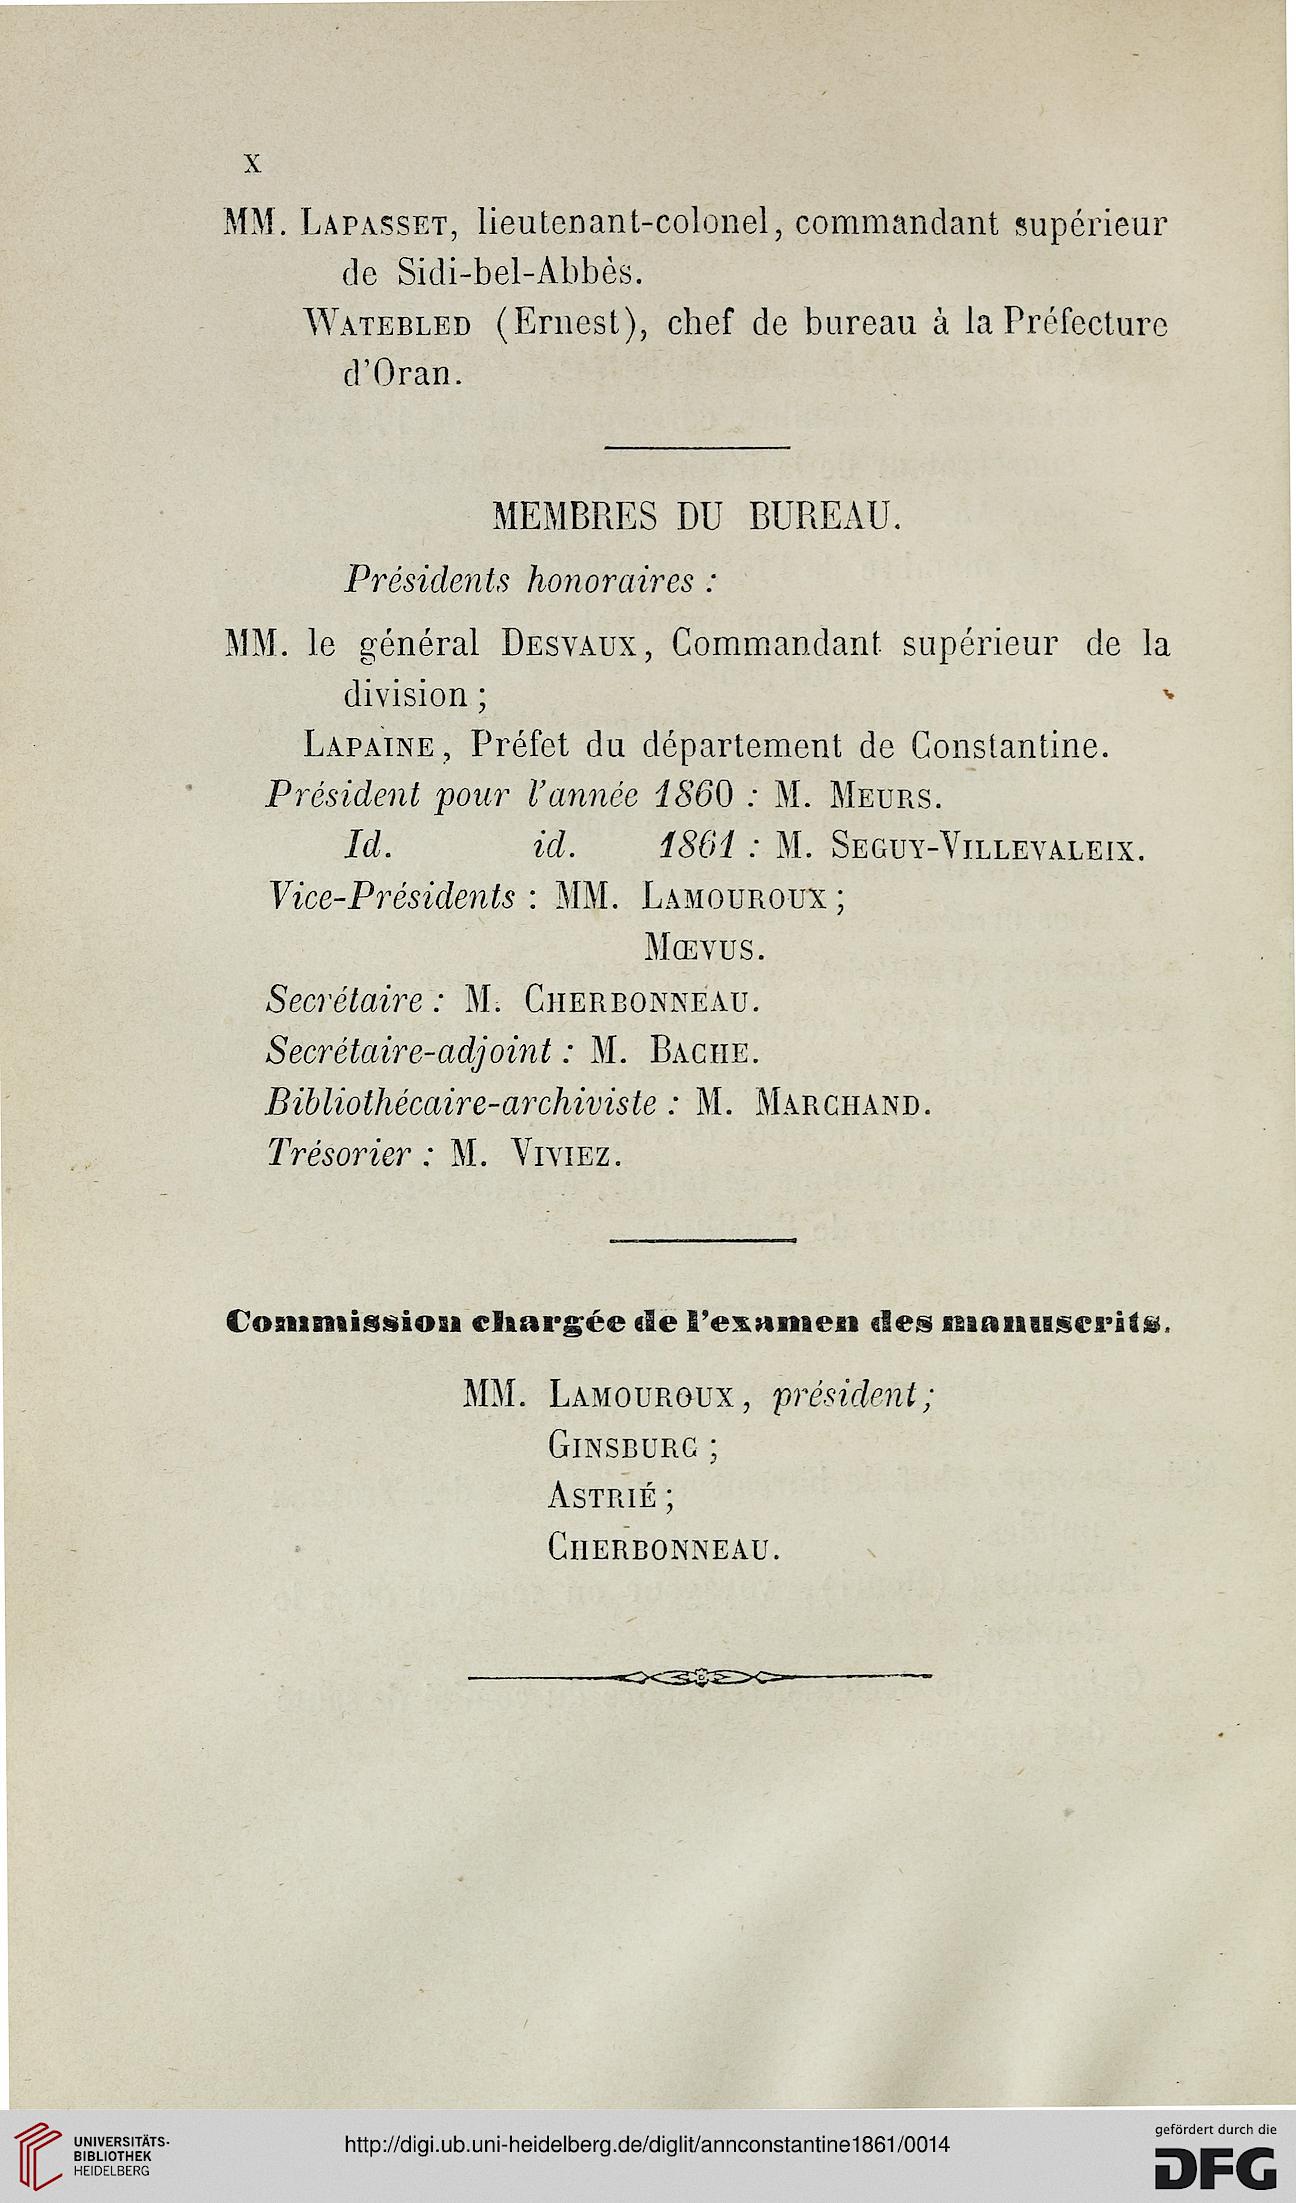 x
MM. LAPASSET, lieutenant-colonel, commandant supérieur
de Sidi-bel-Abbès.
WATEBLED (Ernest), chef de bureau à la Préfecture
d'Oran.
MEMBRES DU BUREAU.
Présidents honoraires :
MM. le général DESVAUX, Commandant supérieur de la
division ;
LAPAINE, Préfet du département de Constantine.
Président pour l'année 1860 : M. MEURS.
Id. id. 1861 : M. SEGUY-VILLEVALEIX.
Vice-Présidents : MM. LAMOUROUX ;
MŒVUS.
Secrétaire : M. CHERBONNEAU.
Secrétaire-adjoint : M. BACHE.
Bibliothécaire-archiviste : M. MARCHAND.
Trésorier : M. VIVIEZ.
Commission chargée de l'examen des manuscrits.
MM. LAMOUROUX, président ;
GINSBURG ;
ASTRIÉ ;
CHERBONNEAU.
UNIVERSITÄTS-
BIBLIOTHEK
HEIDELBERG
http://digi.ub.uni-heidelberg.de/diglit/annconstantine1861/0014
gefördert durch die
DFG